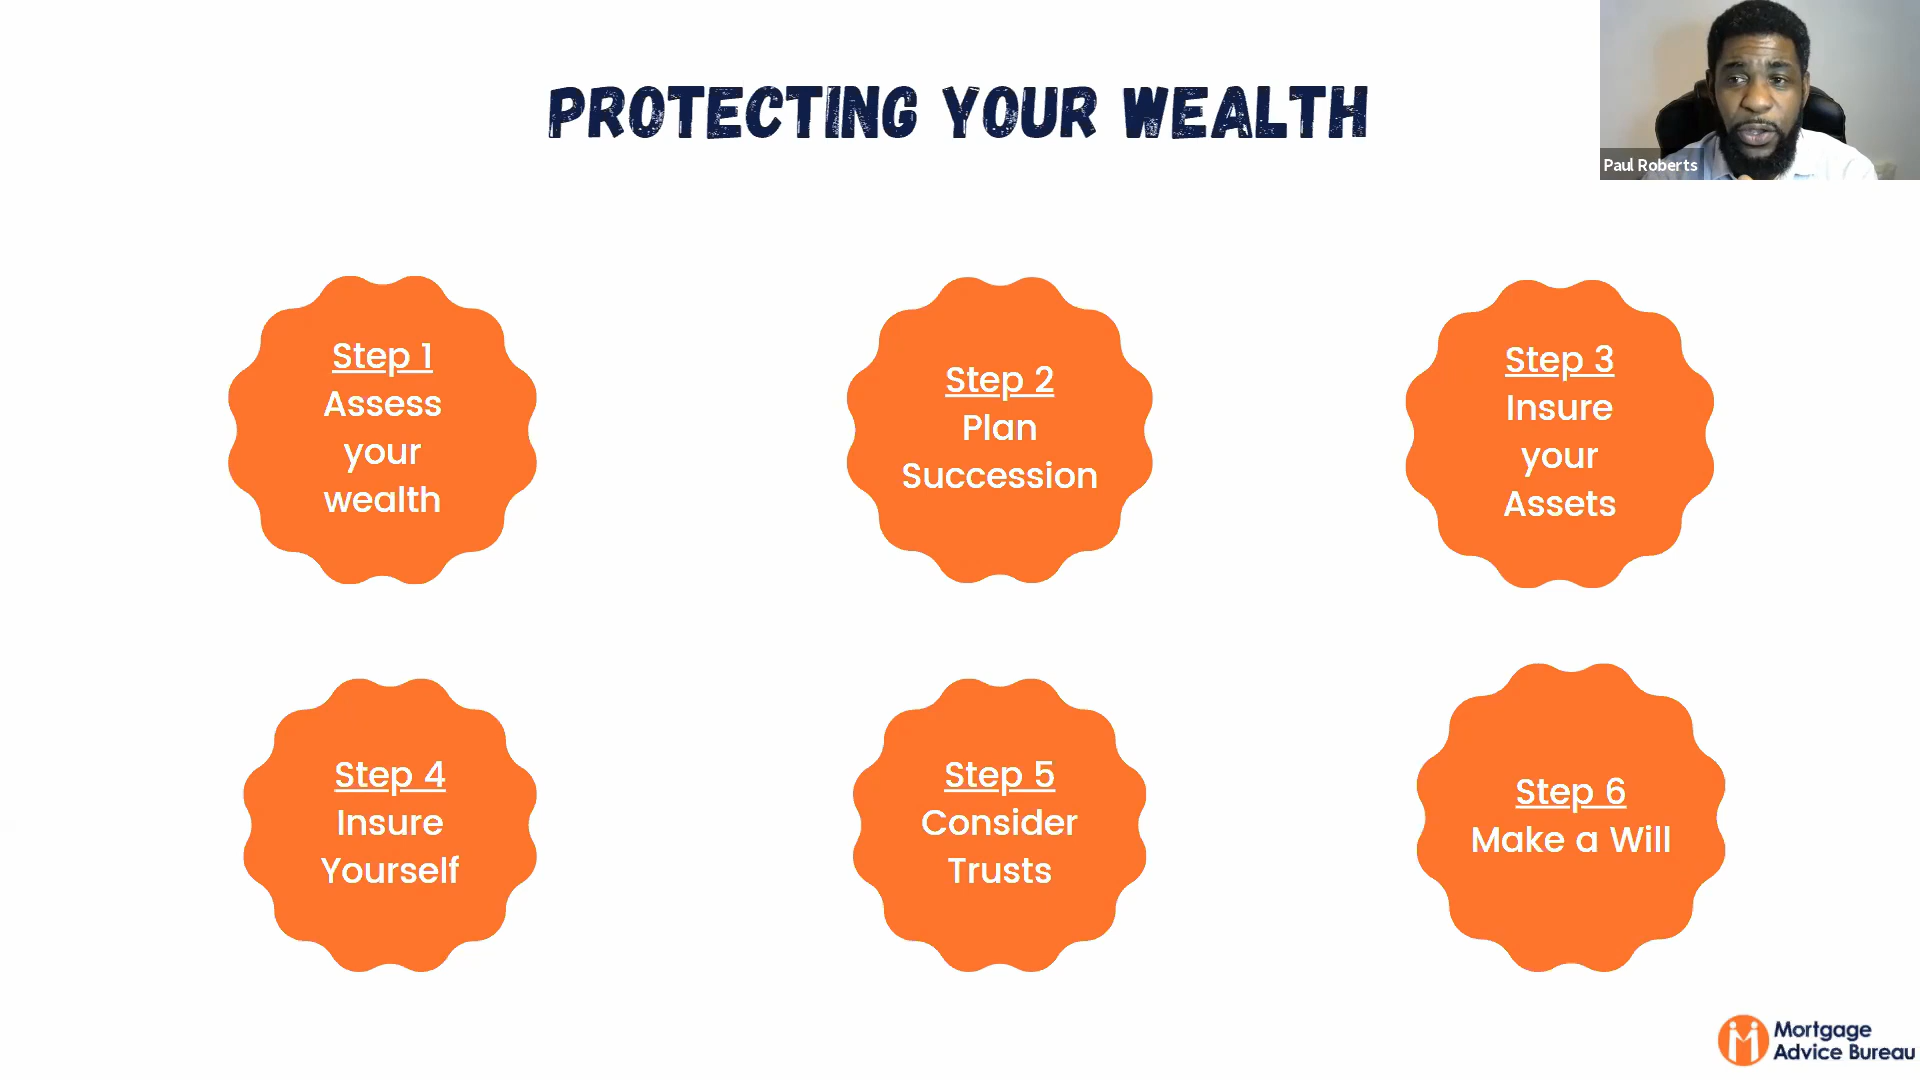 PROTECTING YOUR WEALTH
Paul Roberts
Step 1
Assess
your
wealth
Step 2
Plan
Succession
Step 3
Insure
your
Assets
Step 4
Insure
Yourself
Step 5
Consider
Trusts
Step 6
Make a Will
Mortgage
Advice Bureau